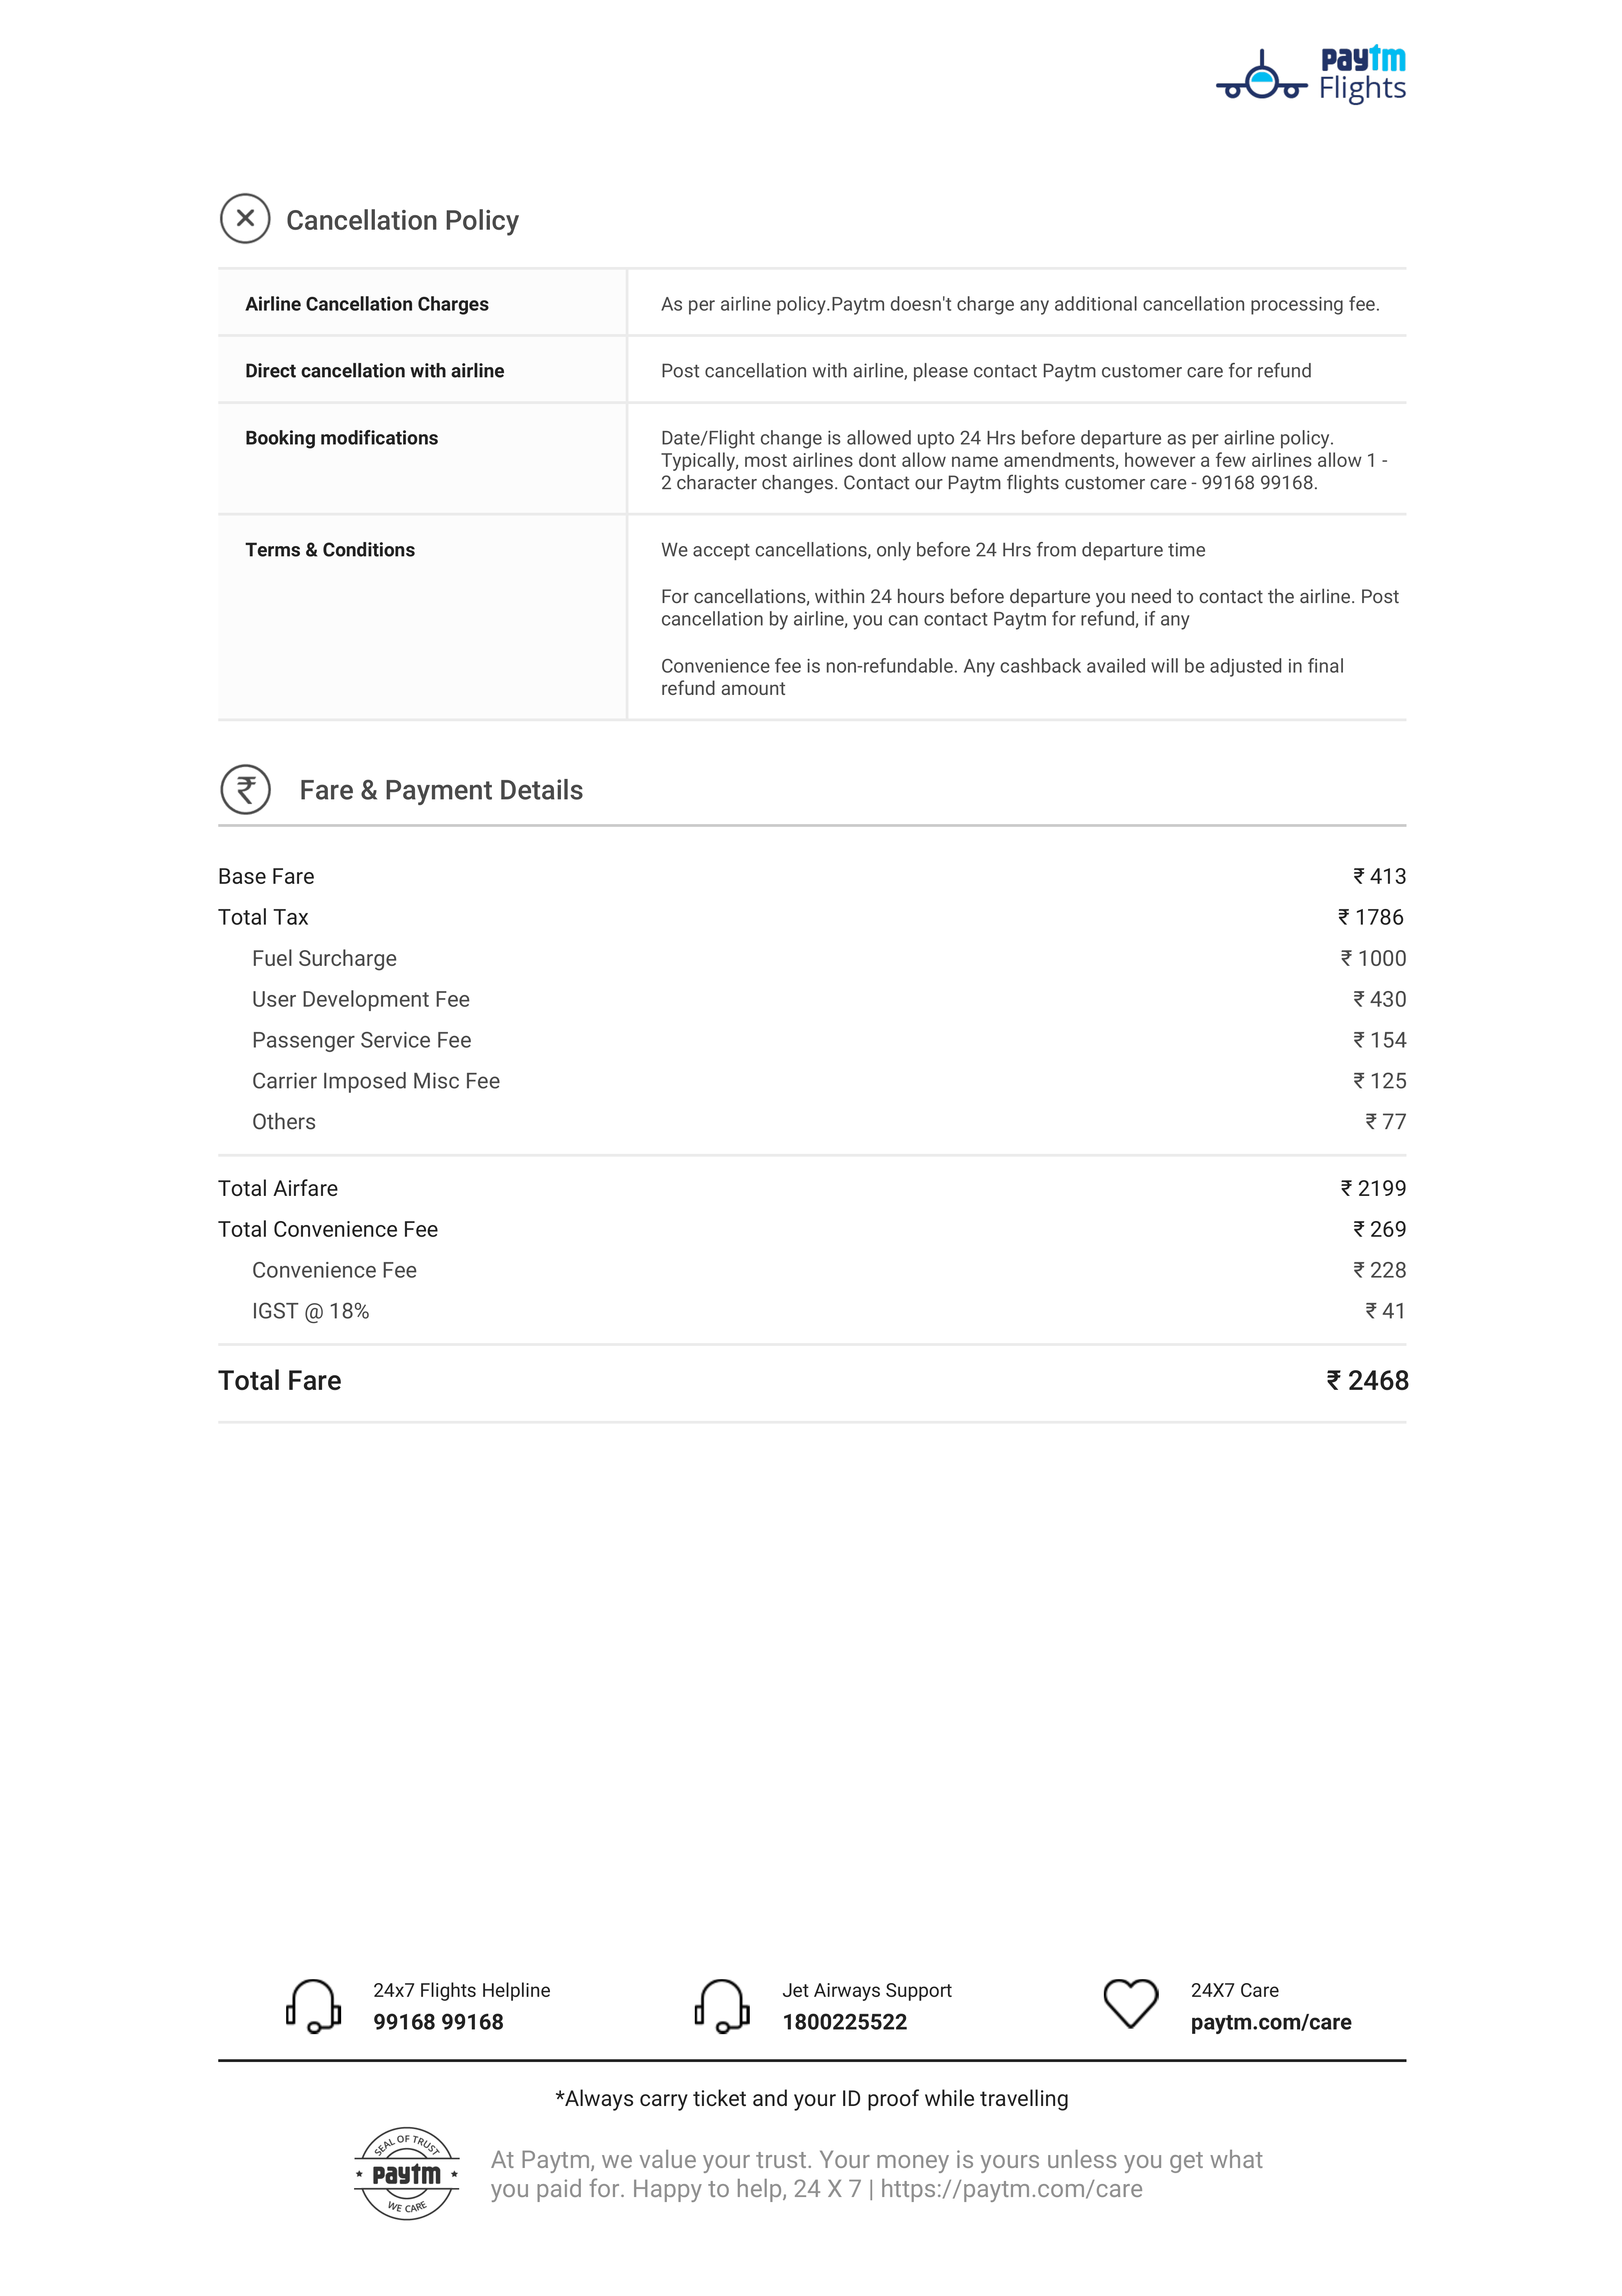 paytm
Flights
Cancellation Policy
Airline Cancellation Charges
As per airline policy.Paytm doesn't charge any additional cancellation processing fee.
Direct cancellation with airline
Post cancellation with airline, please contact Paytm customer care for refund
Booking modifications
Date/Flight change is allowed upto 24 Hrs before departure as per airline policy.
Typically, most airlines dont allow name amendments, however a few airlines allow 1 -
2 character changes. Contact our Paytm flights customer care - 99168 99168.
Terms & Conditions
We accept cancellations, only before 24 Hrs from departure time
For cancellations, within 24 hours before departure you need to contact the airline. Post
cancellation by airline, you can contact Paytm for refund, if any
Convenience fee is non-refundable. Any cashback availed will be adjusted in final
refund amount
₹ Fare & Payment Details
Base Fare ₹ 413
Total Tax ₹ 1786
Fuel Surcharge ₹ 1000
User Development Fee ₹ 430
Passenger Service Fee ₹ 154
Carrier Imposed Misc Fee ₹ 125
Others ₹ 77
Total Airfare ₹ 2199
Total Convenience Fee ₹ 269
Convenience Fee ₹ 228
IGST @ 18% ₹ 41
Total Fare ₹ 2468
24x7 Flights Helpline
99168 99168
Jet Airways Support
1800225522
24X7 Care
paytm.com/care
*Always carry ticket and your ID proof while travelling
SEAL OF TRUST
paytm
WE CARE
At Paytm, we value your trust. Your money is yours unless you get what
you paid for. Happy to help, 24 X 7 | https://paytm.com/care